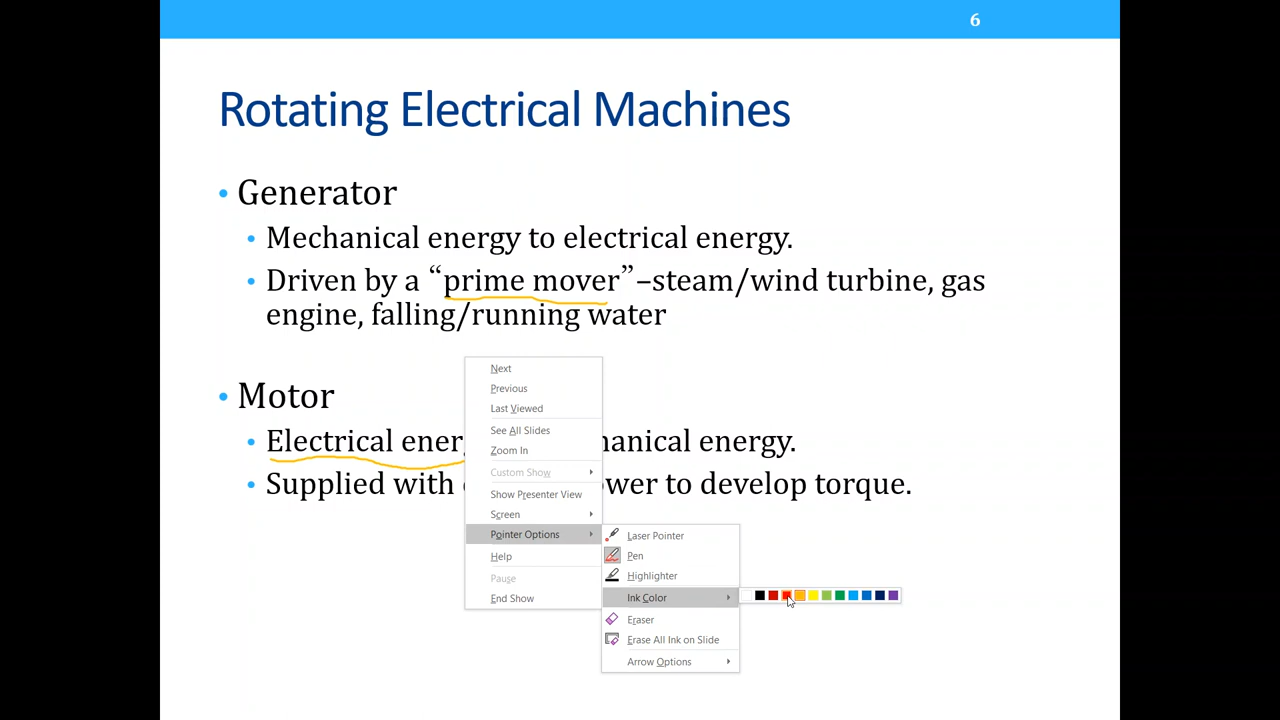 6
Rotating Electrical Machines
• Generator
• Mechanical energy to electrical energy.
• Driven by a “prime mover”–steam/wind turbine, gas
engine, falling/running water
• Motor
• Electrical ener hanical energy.
• Supplied with ower to develop torque.
Next
Previous
Last Viewed
See All Slides
Zoom In
Custom Show
Show Presenter View
Screen
Pointer Options
Help
Pause
End Show
Laser Pointer
Pen
Highlighter
Ink Color
Eraser
Erase All Ink on Slide
Arrow Options